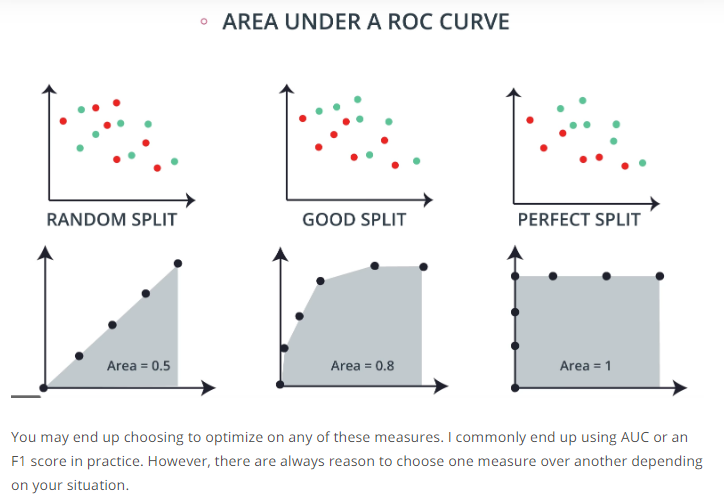 AREA UNDER A ROC CURVE
RANDOM SPLIT
GOOD SPLIT
PERFECT SPLIT
Area = 0.5
Area = 0.8
Area = 1
You may end up choosing to optimize on any of these measures. I commonly end up using AUC or an
F1 score in practice. However, there are always reason to choose one measure over another depending
on your situation.